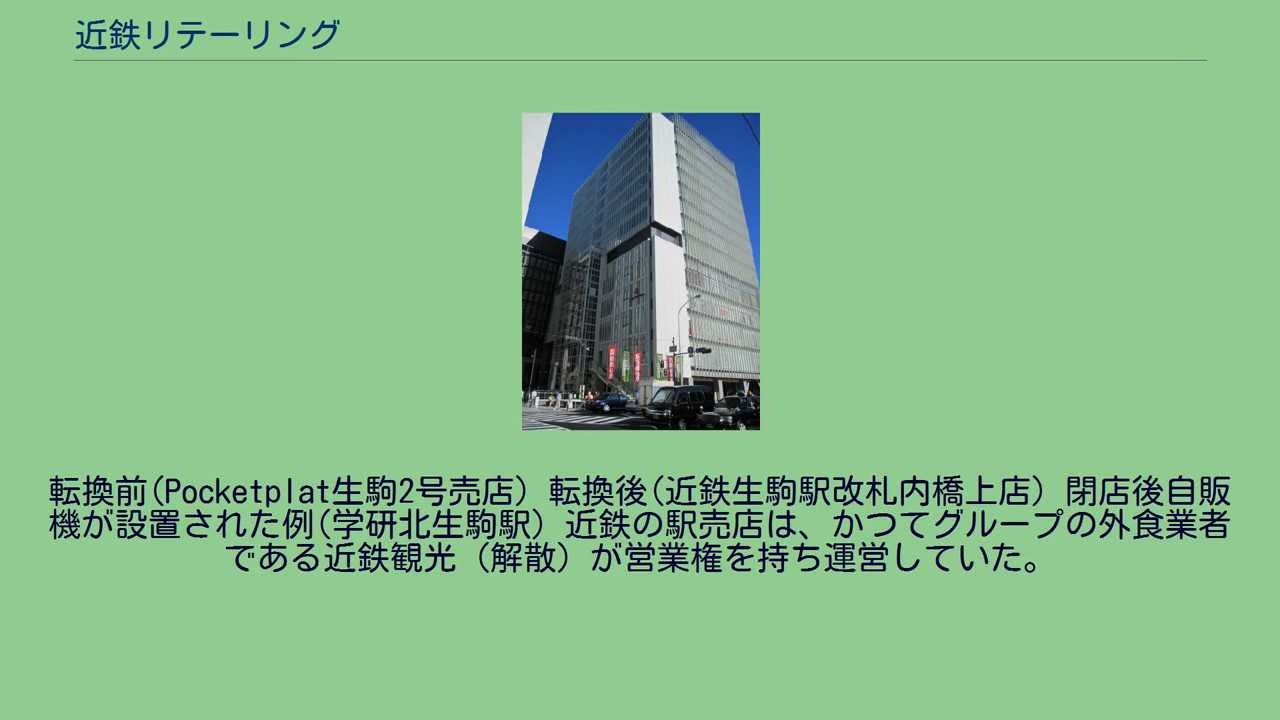 近鉄リテーリング
転換前(Pocketplat生駒2号売店) 転換後(近鉄生駒駅改札内橋上店) 閉店後自販
機が設置された例(学研北生駒駅) 近鉄の駅売店は、かつてグループの外食業者
である近鉄観光（解散）が営業権を持ち運営していた。